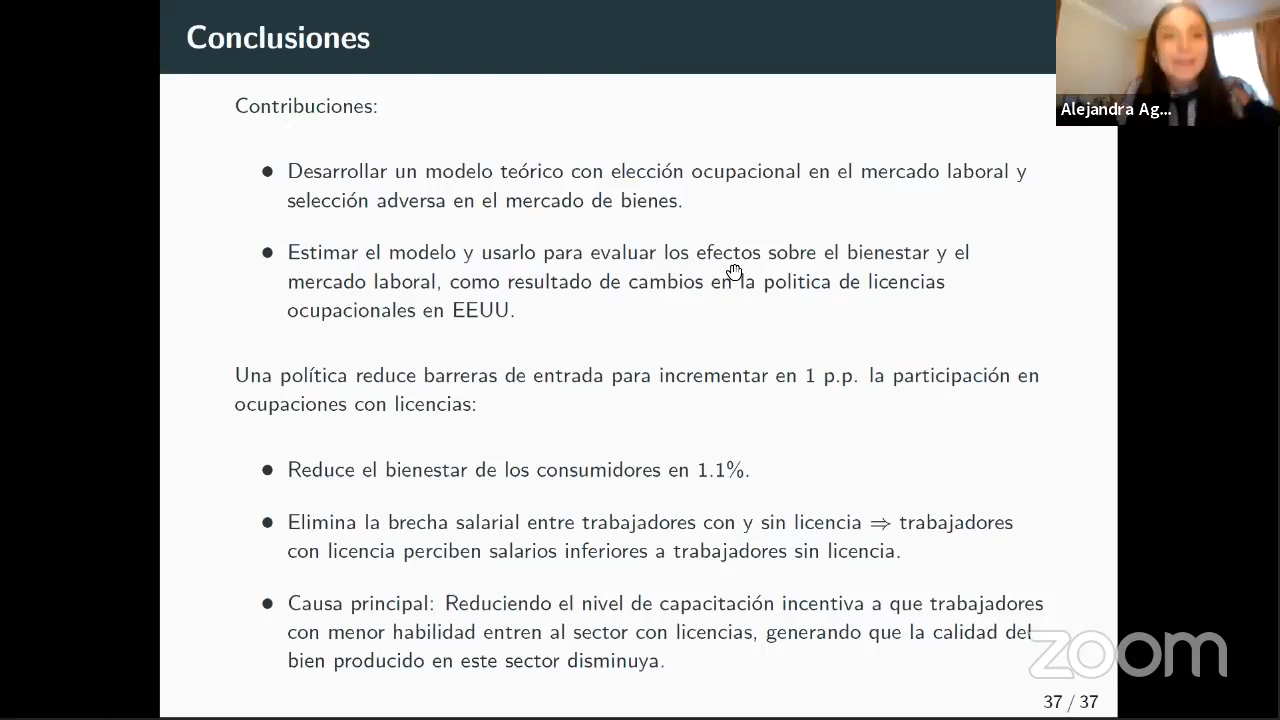 Conclusiones
Alejandra Ag...
Contribuciones:
● Desarrollar un modelo teórico con elección ocupacional en el mercado laboral y
selección adversa en el mercado de bienes.
● Estimar el modelo y usarlo para evaluar los efectos sobre el bienestar y el
mercado laboral, como resultado de cambios en la politica de licencias
ocupacionales en EEUU.
Una política reduce barreras de entrada para incrementar en 1 p.p. la participación en
ocupaciones con licencias:
● Reduce el bienestar de los consumidores en 1.1%.
● Elimina la brecha salarial entre trabajadores con y sin licencia ⇒ trabajadores
con licencia perciben salarios inferiores a trabajadores sin licencia.
● Causa principal: Reduciendo el nivel de capacitación incentiva a que trabajadores
con menor habilidad entren al sector con licencias, generando que la calidad del
bien producido en este sector disminuya.
zoom
37 / 37